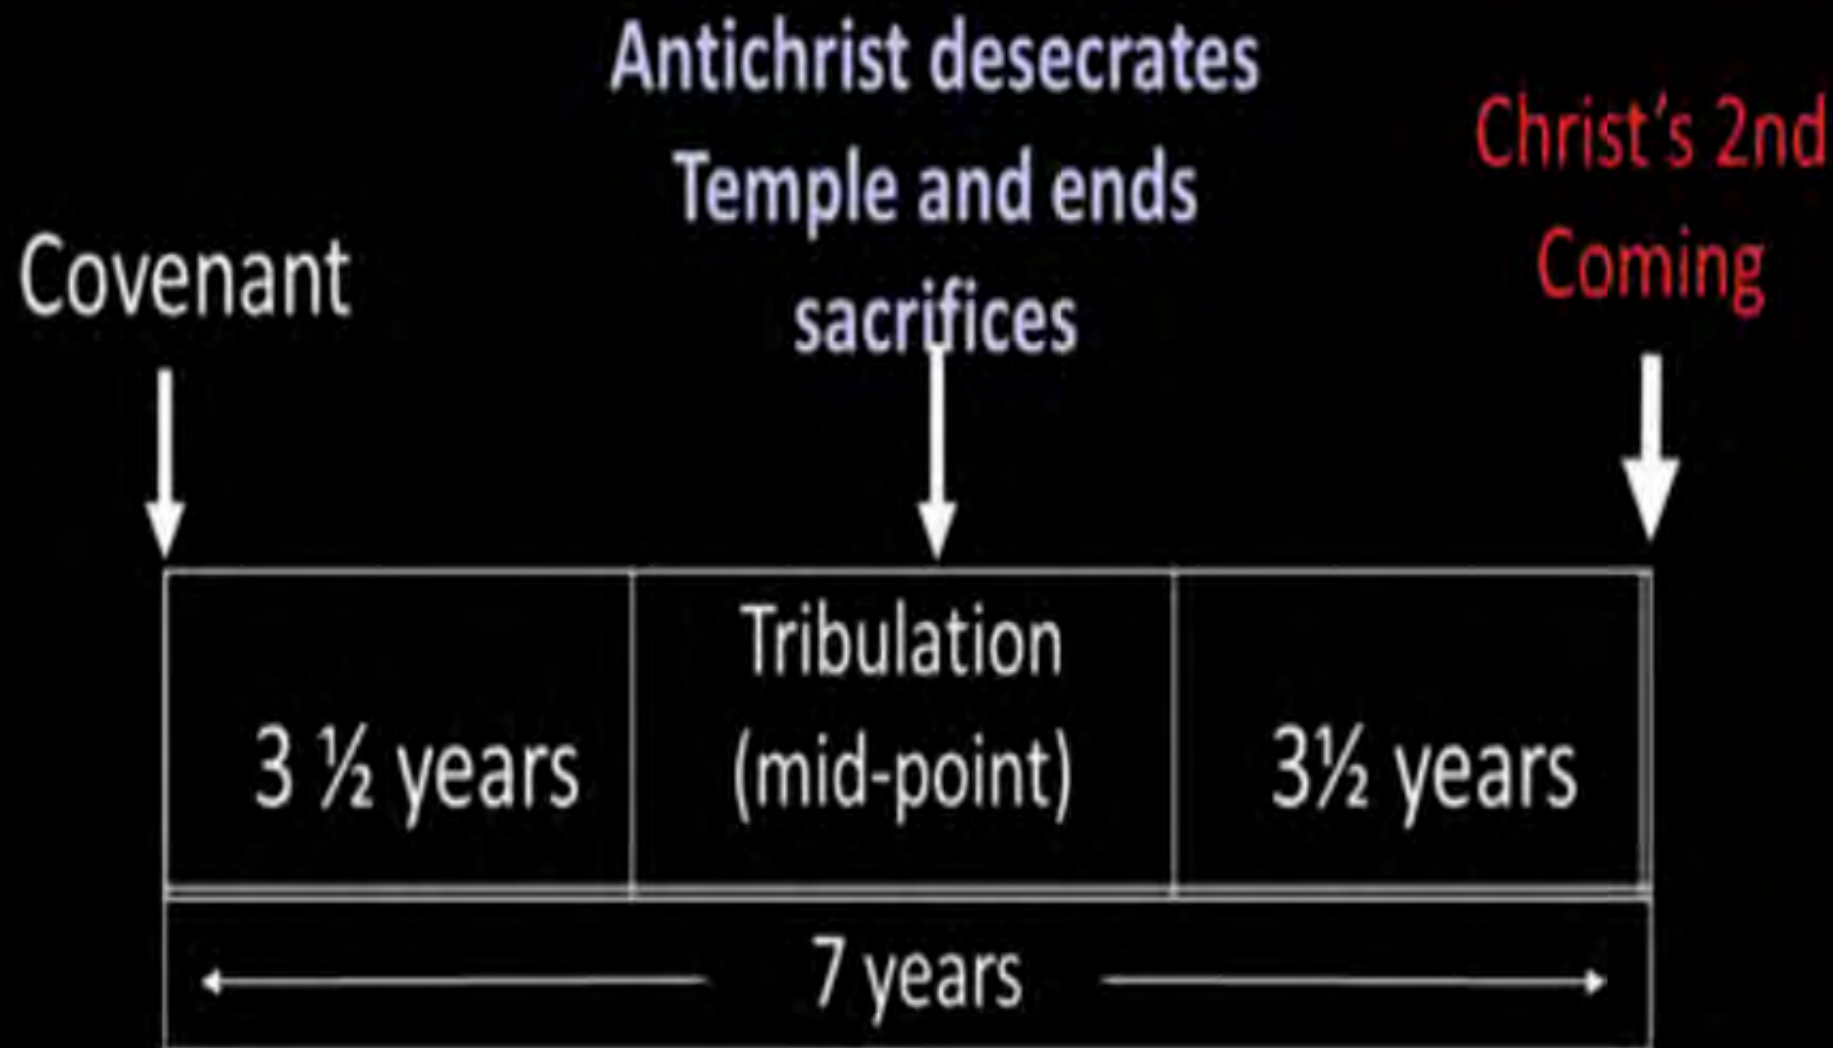 Antichrist desecrates
Temple and ends
sacrifices
Christ's 2nd
Coming
Covenant
3 ½ years
Tribulation
(mid-point)
3½ years
7 years